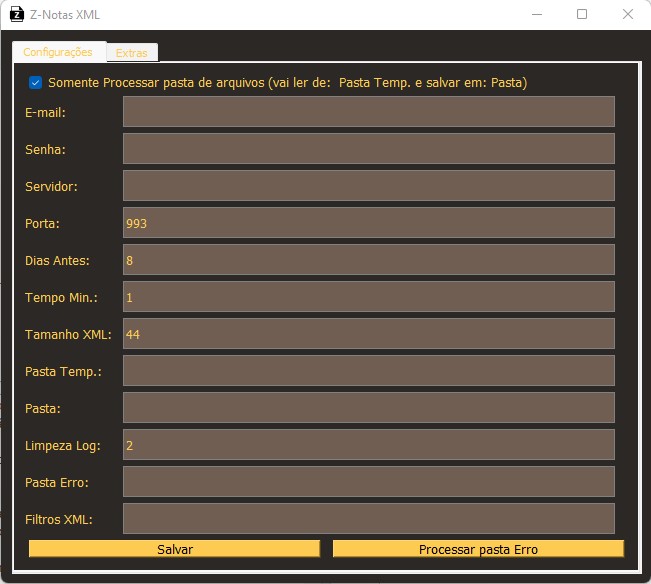 Z-Notas XML
Configurações Extras
Somente Processar pasta de arquivos (vai ler de:  Pasta Temp. e salvar em: Pasta)
E-mail:
Senha:
Servidor:
Porta: 993
Dias Antes: 8
Tempo Min.: 1
Tamanho XML: 44
Pasta Temp.:
Pasta:
Limpeza Log: 2
Pasta Erro:
Filtros XML:
Salvar Processar pasta Erro